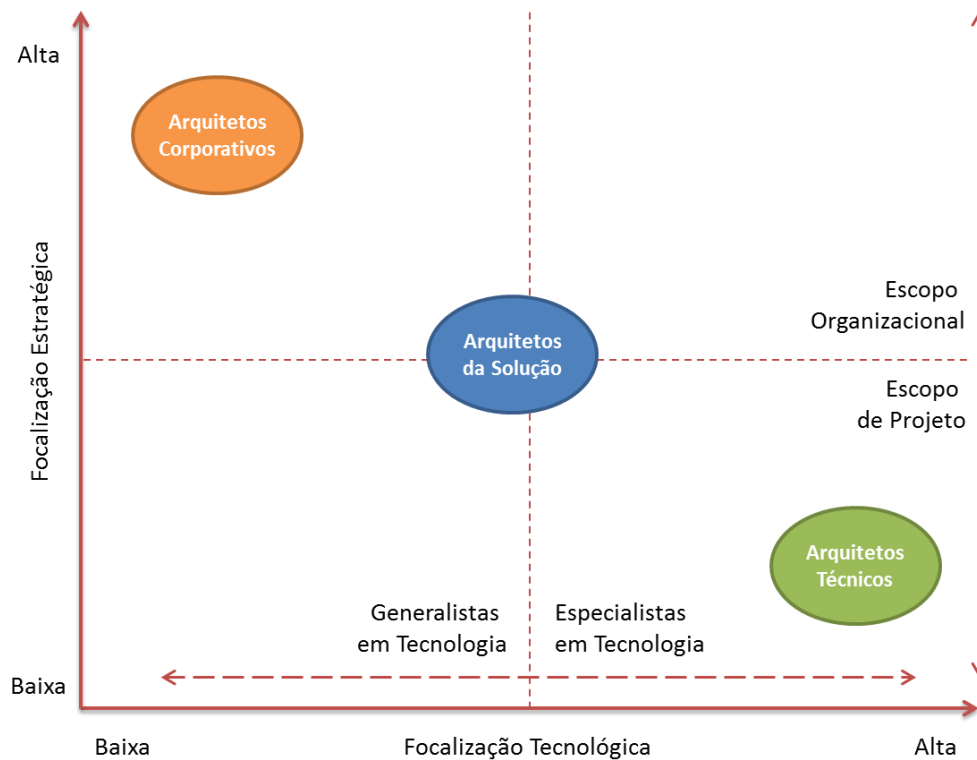 Alta
Arquitetos
Corporativos
Focalização Estratégica
Escopo
Organizacional
Arquitetos
da Solução
Escopo
de Projeto
Arquitetos
Técnicos
Generalistas
em Tecnologia
Especialistas
em Tecnologia
Baixa
Baixa
Focalização Tecnológica
Alta